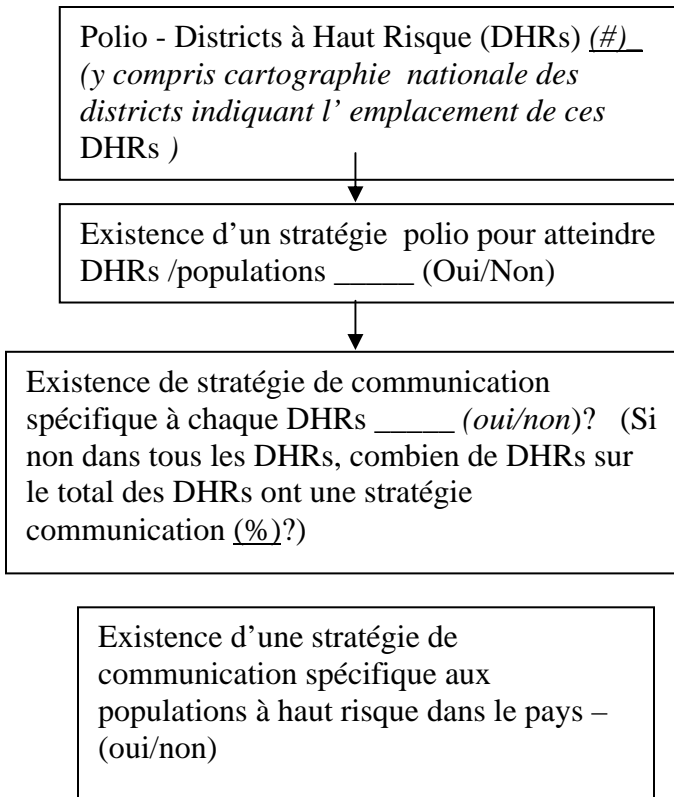 Polio - Districts à Haut Risque (DHRs) (#)_
(y compris cartographie nationale des
districts indiquant l’ emplacement de ces
DHRs )
Existence d’un stratégie polio pour atteindre
DHRs /populations _____ (Oui/Non)
Existence de stratégie de communication
spécifique à chaque DHRs _____ (oui/non)? (Si
non dans tous les DHRs, combien de DHRs sur
le total des DHRs ont une stratégie
communication (%)?)
Existence d’une stratégie de
communication spécifique aux
populations à haut risque dans le pays –
(oui/non)